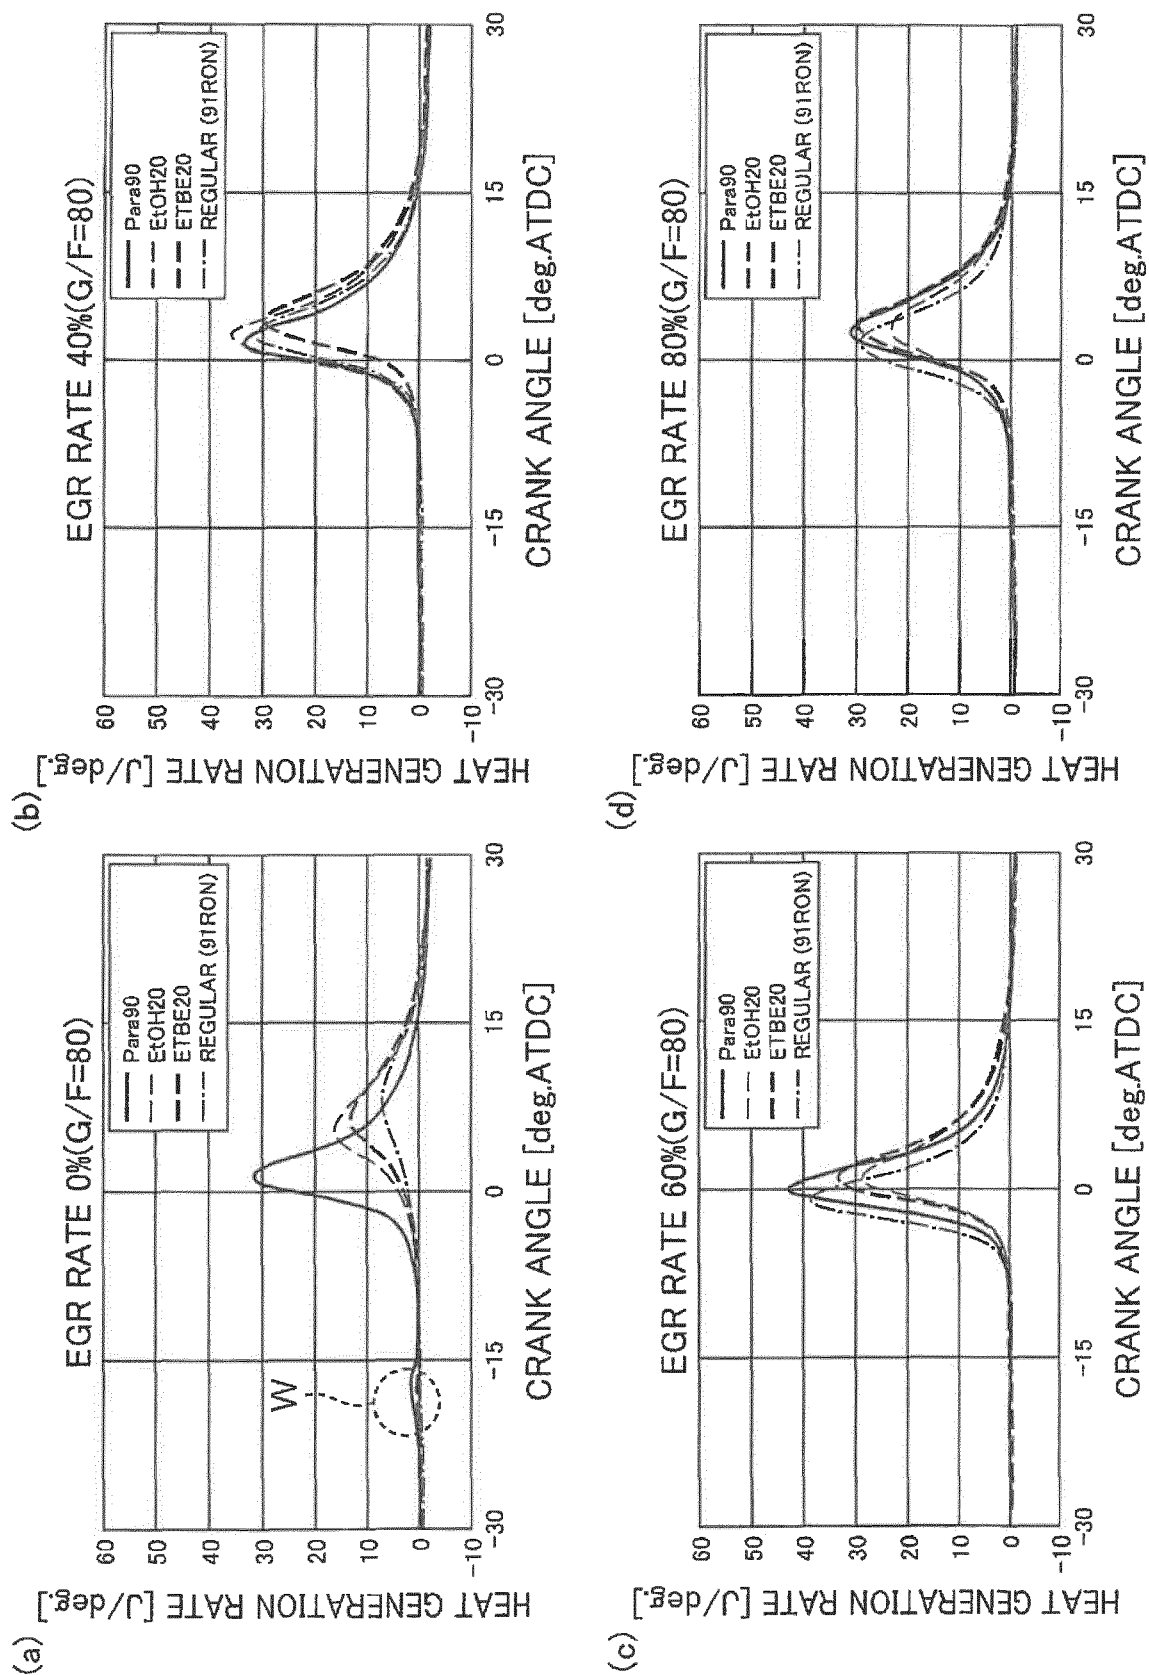 (a)
EGR RATE 0%(G/F=80)
HEAT GENERATION RATE [J/deg.]
60
50
40
30
20
10
0
-10
Para90
EtOH20
ETBE20
REGULAR (91RON)
W
-30
-15
0
15
30
CRANK ANGLE [deg.ATDC]
(b)
EGR RATE 40%(G/F=80)
HEAT GENERATION RATE [J/deg.]
60
50
40
30
20
10
0
-10
Para90
EtOH20
ETBE20
REGULAR (91RON)
-30
-15
0
15
30
CRANK ANGLE [deg.ATDC]
(c)
EGR RATE 60%(G/F=80)
HEAT GENERATION RATE [J/deg.]
60
50
40
30
20
10
0
-10
Para90
EtOH20
ETBE20
REGULAR (91RON)
-30
-15
0
15
30
CRANK ANGLE [deg.ATDC]
(d)
EGR RATE 80%(G/F=80)
HEAT GENERATION RATE [J/deg.]
60
50
40
30
20
10
0
-10
Para90
EtOH20
ETBE20
REGULAR (91RON)
-30
-15
0
15
30
CRANK ANGLE [deg.ATDC]